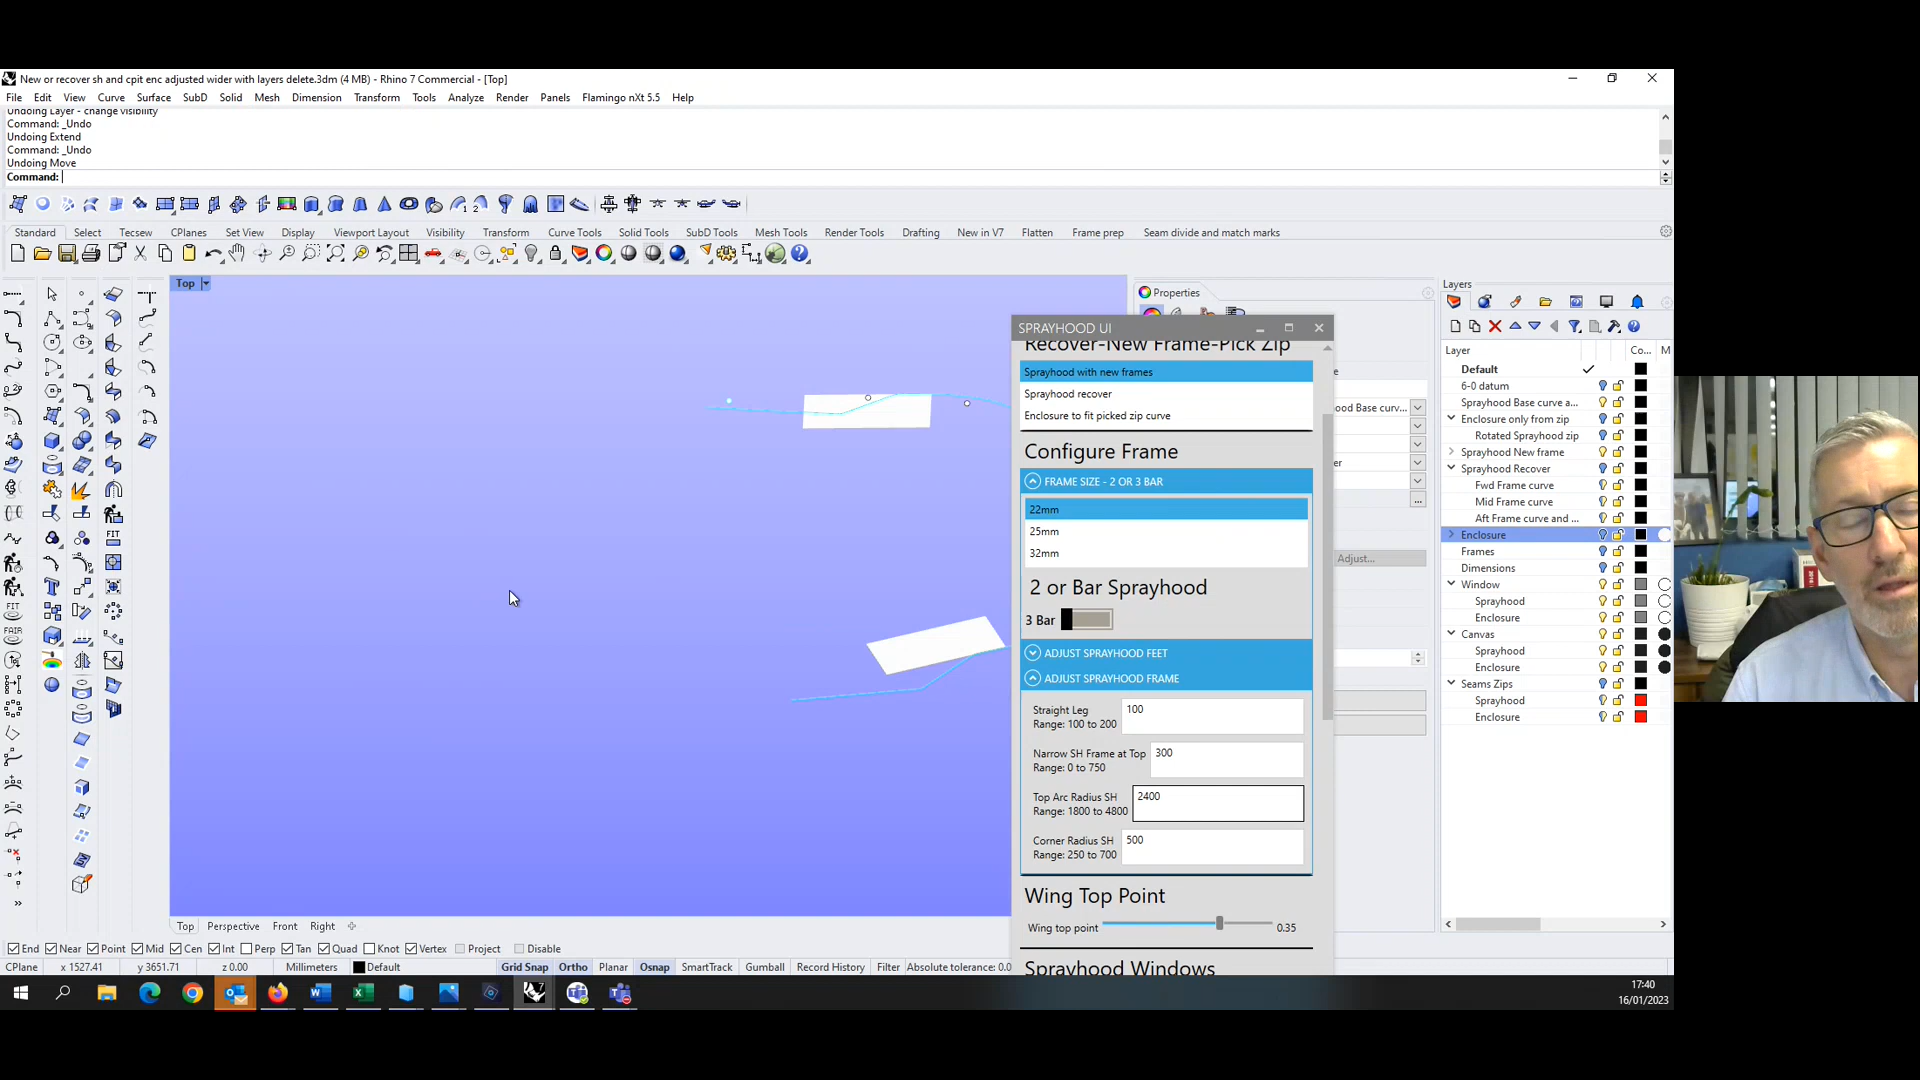 New or recover sh and cpit enc adjusted wider with layers delete.3dm (4 MB) - Rhino 7 Commercial - [Top]
File Edit View Curve Surface SubD Solid Mesh Dimension Transform Tools Analyze Render Panels Flamingo nXt 5.5 Help
Undoing Layer - change visibility
Command: _Undo
Undoing Extend
Command: _Undo
Undoing Move
Command:
Standard Select Tecsew CPlanes Set View Display Viewport Layout Visibility Transform Curve Tools Solid Tools SubD Tools Mesh Tools Render Tools Drafting New in V7 Flatten Frame prep Seam divide and match marks
Top
Properties
Layers
SPRAYHOOD UI
Recover-New Frame-Pick Zip
Sprayhood with new frames
Sprayhood recover
Enclosure to fit picked zip curve
Configure Frame
FRAME SIZE - 2 OR 3 BAR
22mm
25mm
32mm
2 or Bar Sprayhood
3 Bar
ADJUST SPRAYHOOD FEET
ADJUST SPRAYHOOD FRAME
Straight Leg
Range: 100 to 200
100
Narrow SH Frame at Top
Range: 0 to 750
300
Top Arc Radius SH
Range: 1800 to 4800
2400
Corner Radius SH
Range: 250 to 700
500
Wing Top Point
Wing top point
0.35
Sprayhood Windows
ood Base curv...
er
...
Adjust...
Layer Co... M
Default
6-0 datum
Sprayhood Base curve a...
Enclosure only from zip
Rotated Sprayhood zip
Sprayhood New frame
Sprayhood Recover
Fwd Frame curve
Mid Frame curve
Aft Frame curve and ...
Enclosure
Frames
Dimensions
Window
Sprayhood
Enclosure
Canvas
Sprayhood
Enclosure
Seams Zips
Sprayhood
Enclosure
FIT
FIT
FAIR
Top Perspective Front Right
End Near Point Mid Cen Int Perp Tan Quad Knot Vertex Project Disable
CPlane x 1527.41 y 3651.71 z 0.00 Millimeters Default Grid Snap Ortho Planar Osnap SmartTrack Gumball Record History Filter Absolute tolerance: 0.0
17:40
16/01/2023